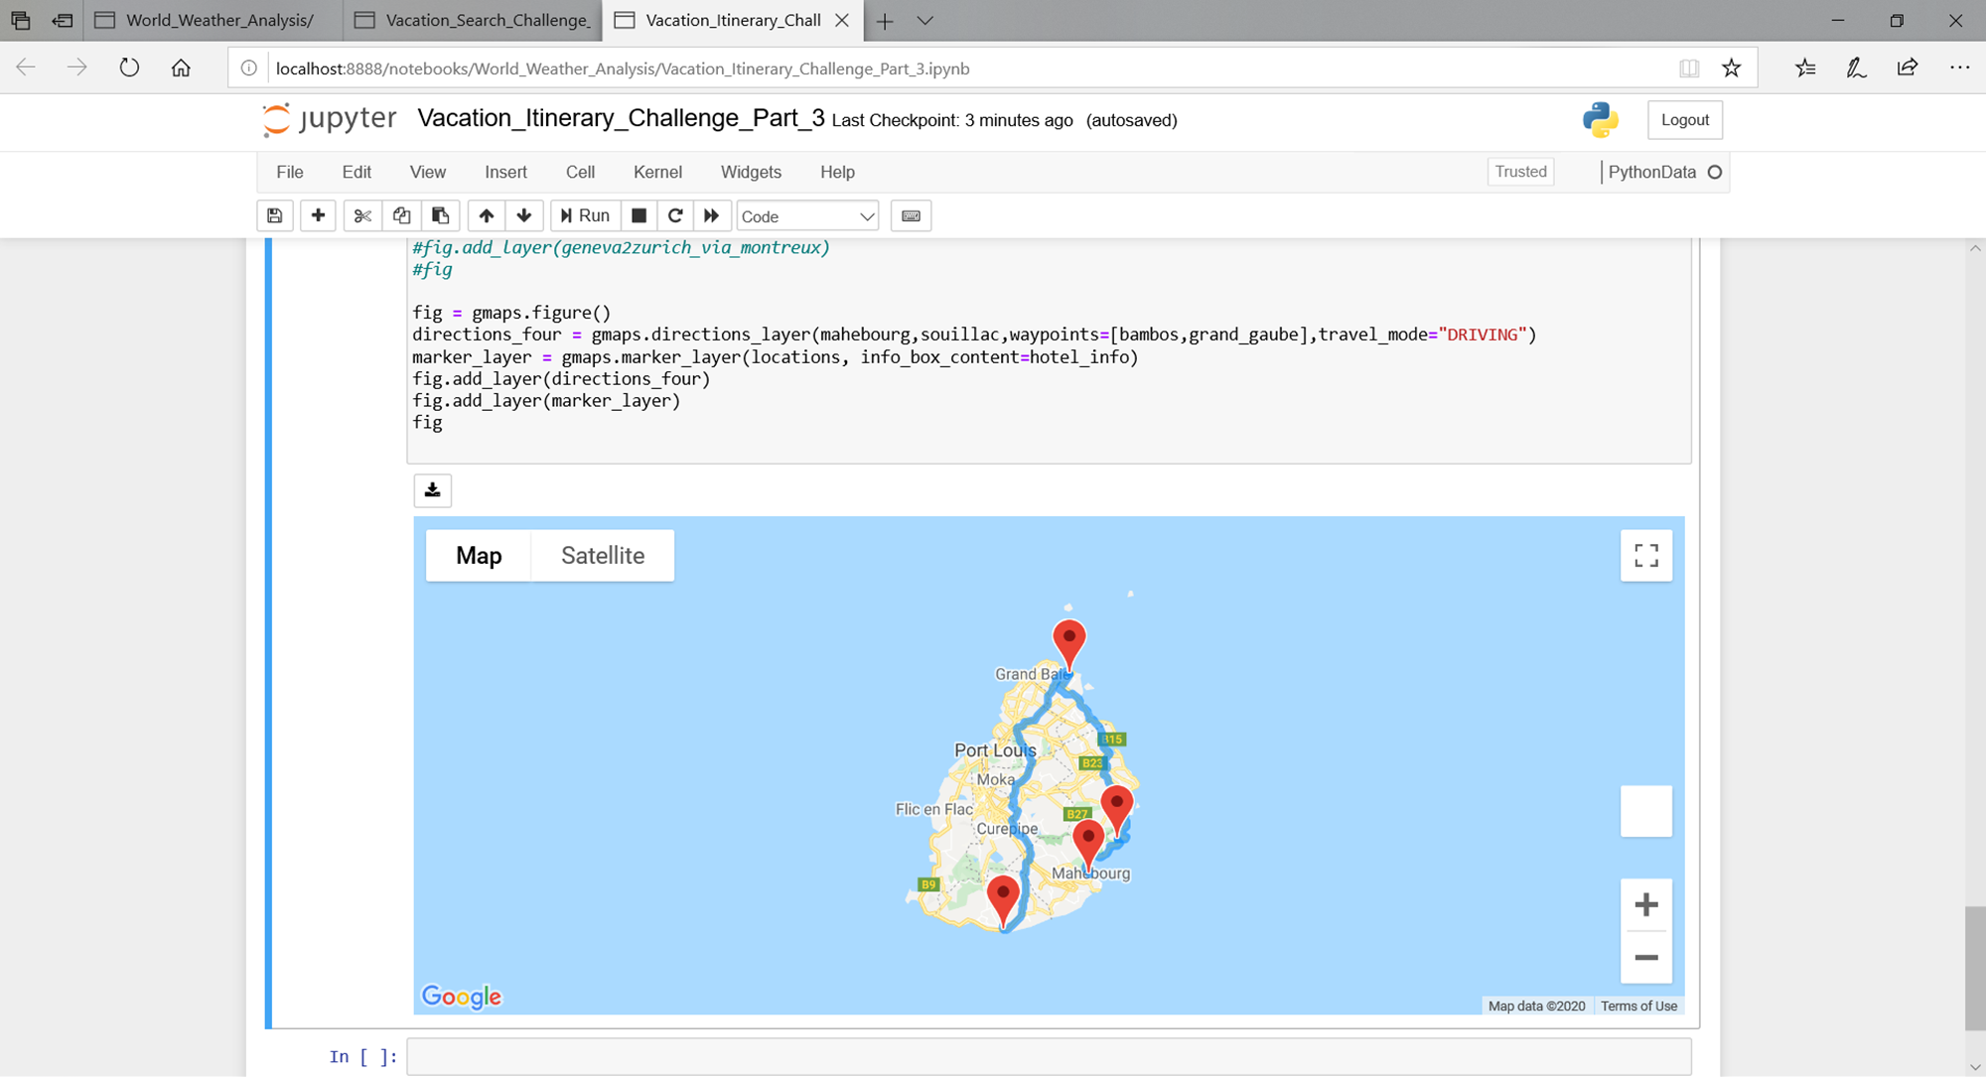 World_Weather_Analysis/
Vacation_Search_Challenge_
Vacation_Itinerary_Chall
localhost:8888/notebooks/World_Weather_Analysis/Vacation_Itinerary_Challenge_Part_3.ipynb
jupyter Vacation_Itinerary_Challenge_Part_3 Last Checkpoint: 3 minutes ago (autosaved)
Logout
File Edit View Insert Cell Kernel Widgets Help
Trusted
PythonData
Run
Code
#fig.add_layer(geneva2zurich_via_montreux)
#fig
fig = gmaps.figure()
directions_four = gmaps.directions_layer(mahebourg,souillac,waypoints=[bambos,grand_gaube],travel_mode="DRIVING")
marker_layer = gmaps.marker_layer(locations, info_box_content=hotel_info)
fig.add_layer(directions_four)
fig.add_layer(marker_layer)
fig
Map Satellite
Grand Baie
B15
Port Louis
B23
Moka
Flic en Flac
B27
Curepipe
Mahebourg
B9
Google
Map data ©2020 Terms of Use
In [ ]: